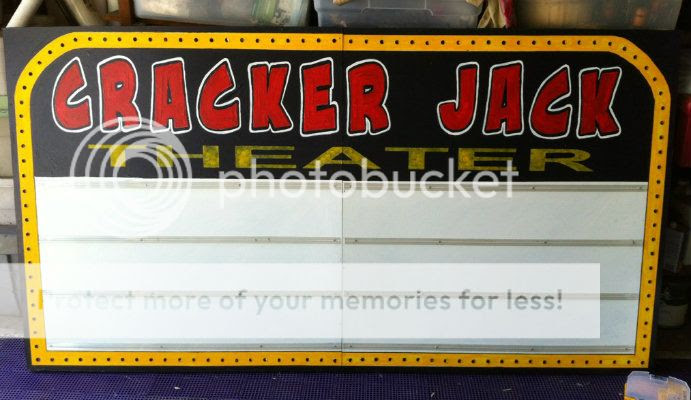 CRACKER JACK
THEATER
photobucket
Protect more of your memories for less!